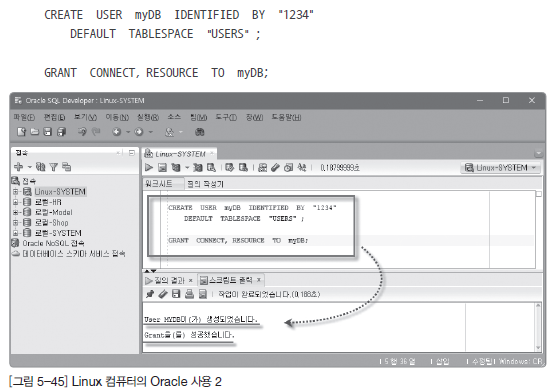 CREATE USER myDB IDENTIFIED BY "1234"
DEFAULT TABLESPACE "USERS" ;
GRANT CONNECT, RESOURCE TO myDB;
Oracle SQL Developer : Linux-SYSTEM
파일(F) 편집(E) 보기(V) 이동(N) 실행(R) 소스 팀(M) 도구(T) 창(W) 도움말(H)
접속
접속
Linux-SYSTEM
로컬-HR
로컬-Model
로컬-Shop
로컬-SYSTEM
Oracle NoSQL 접속
데이터베이스 스키마 서비스 접속
Linux-SYSTEM
0.18799999초
Linux-SYSTEM
워크시트 질의 작성기
CREATE USER myDB IDENTIFIED BY "1234"
DEFAULT TABLESPACE "USERS" ;
GRANT CONNECT, RESOURCE TO myDB;
질의 결과 × 스크립트 출력 ×
작업이 완료되었습니다.(0.188초)
User MYDB이(가) 생성되었습니다.
Grant을(를) 성공했습니다.
5 행 36 열 삽입 수정됨 Windows: CR
[그림 5-45] Linux 컴퓨터의 Oracle 사용 2